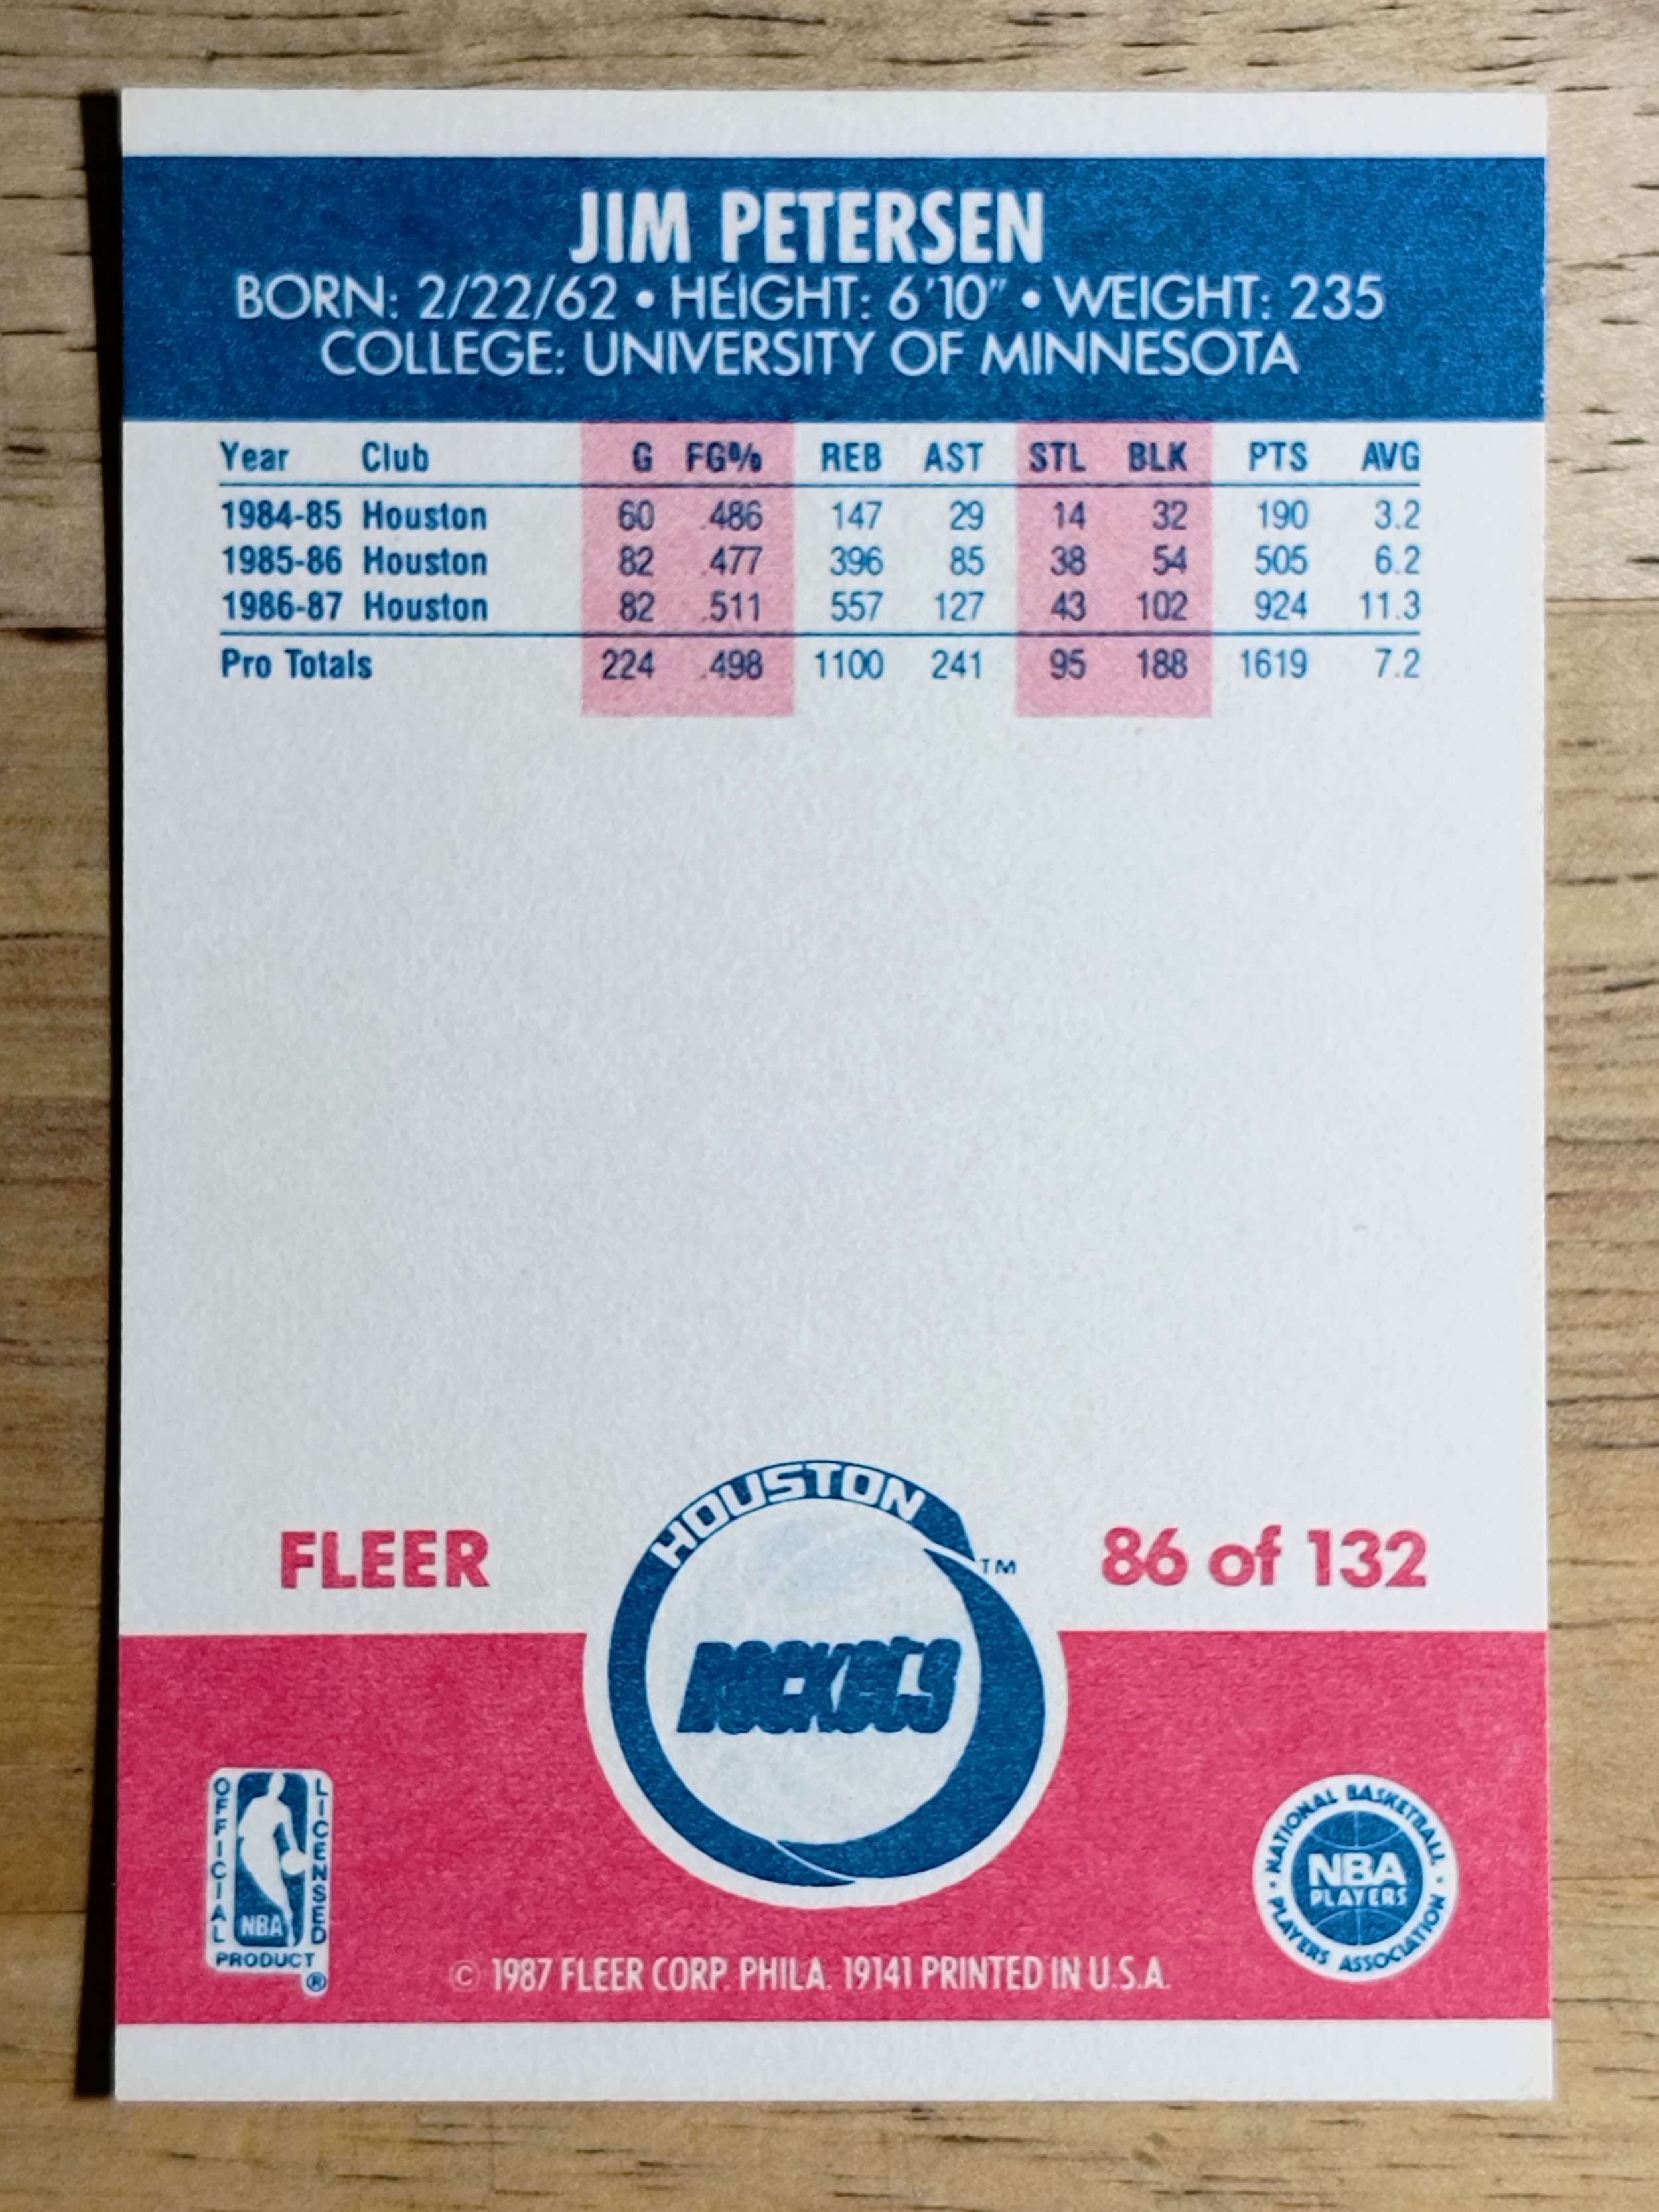 JIM PETERSEN
BORN: 2/22/62 • HEIGHT: 6'10" • WEIGHT: 235
COLLEGE: UNIVERSITY OF MINNESOTA
Year Club G FG% REB AST STL BLK PTS AVG
1984-85 Houston 60 .486 147 29 14 32 190 3.2
1985-86 Houston 82 .477 396 85 38 54 505 6.2
1986-87 Houston 82 .511 557 127 43 102 924 11.3
Pro Totals 224 .498 1100 241 95 188 1619 7.2
FLEER
HOUSTON
TM
ROCKETS
86 of 132
OFFICIAL
LICENSED
NBA
PRODUCT
®
© 1987 FLEER CORP. PHILA. 19141 PRINTED IN U.S.A.
• NATIONAL BASKETBALL •
NBA
PLAYERS
PLAYERS ASSOCIATION